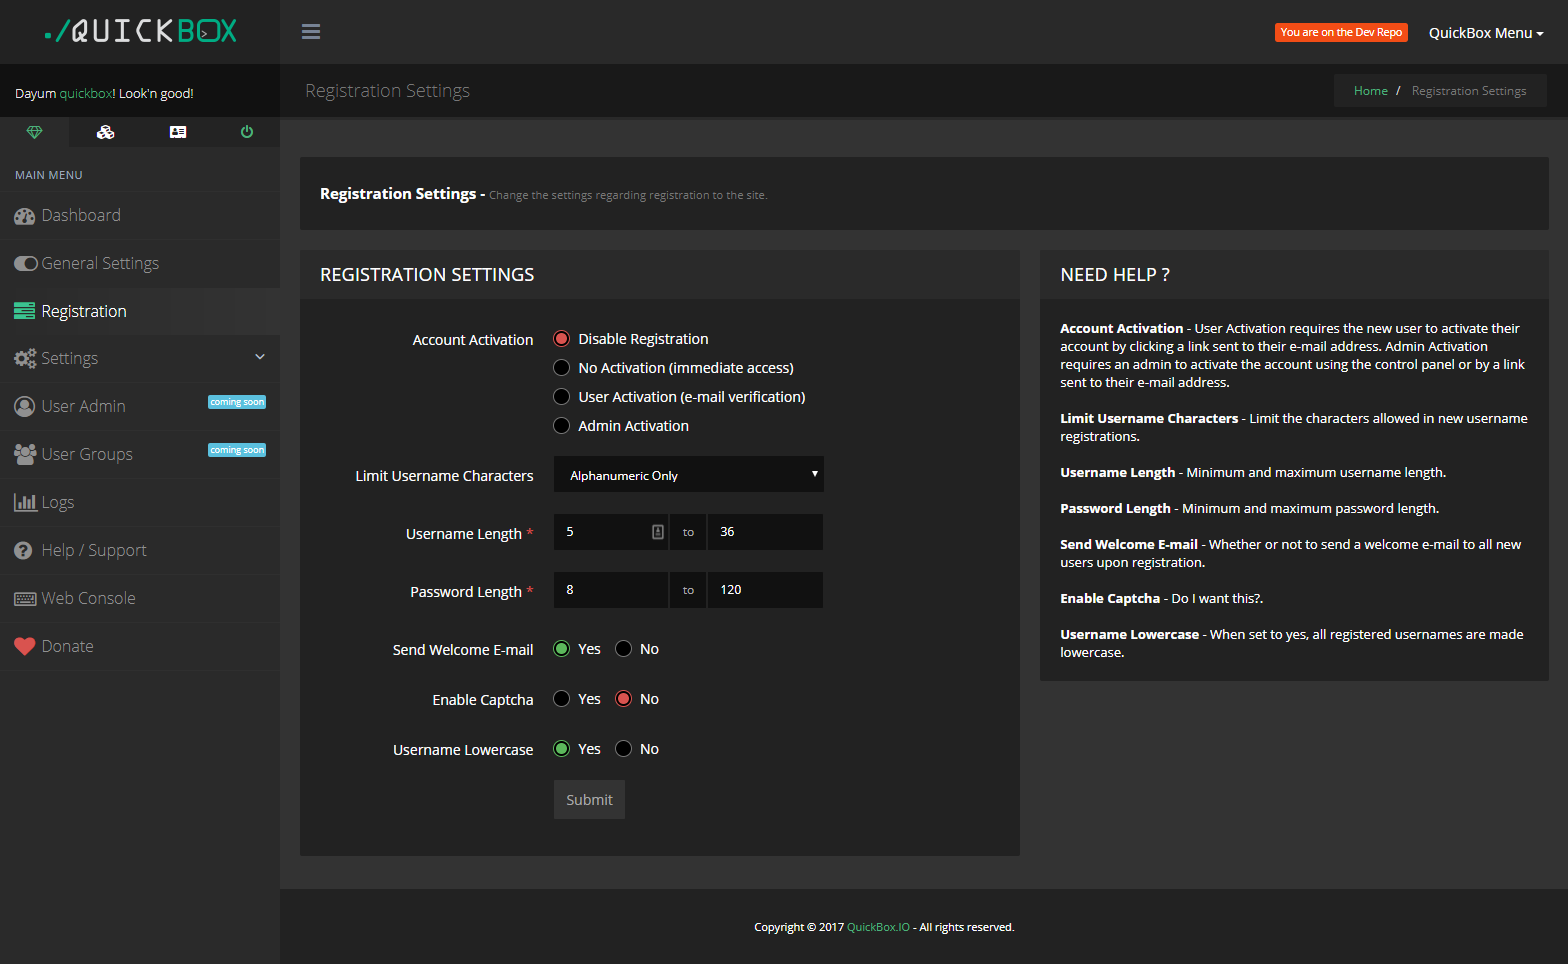 ./QUICKBOX
You are on the Dev Repo
QuickBox Menu
Dayum quickbox! Look'n good!
Registration Settings
Home / Registration Settings
MAIN MENU
Dashboard
General Settings
Registration
Settings
User Admin
coming soon
User Groups
coming soon
Logs
Help / Support
Web Console
Donate
Registration Settings - Change the settings regarding registration to the site.
REGISTRATION SETTINGS
Account Activation
Disable Registration
No Activation (immediate access)
User Activation (e-mail verification)
Admin Activation
Limit Username Characters
Alphanumeric Only
Username Length *
5 to 36
Password Length *
8 to 120
Send Welcome E-mail
Yes No
Enable Captcha
Yes No
Username Lowercase
Yes No
Submit
NEED HELP ?
Account Activation - User Activation requires the new user to activate their
account by clicking a link sent to their e-mail address. Admin Activation
requires an admin to activate the account using the control panel or by a link
sent to their e-mail address.
Limit Username Characters - Limit the characters allowed in new username
registrations.
Username Length - Minimum and maximum username length.
Password Length - Minimum and maximum password length.
Send Welcome E-mail - Whether or not to send a welcome e-mail to all new
users upon registration.
Enable Captcha - Do I want this?.
Username Lowercase - When set to yes, all registered usernames are made
lowercase.
Copyright © 2017 QuickBox.IO - All rights reserved.